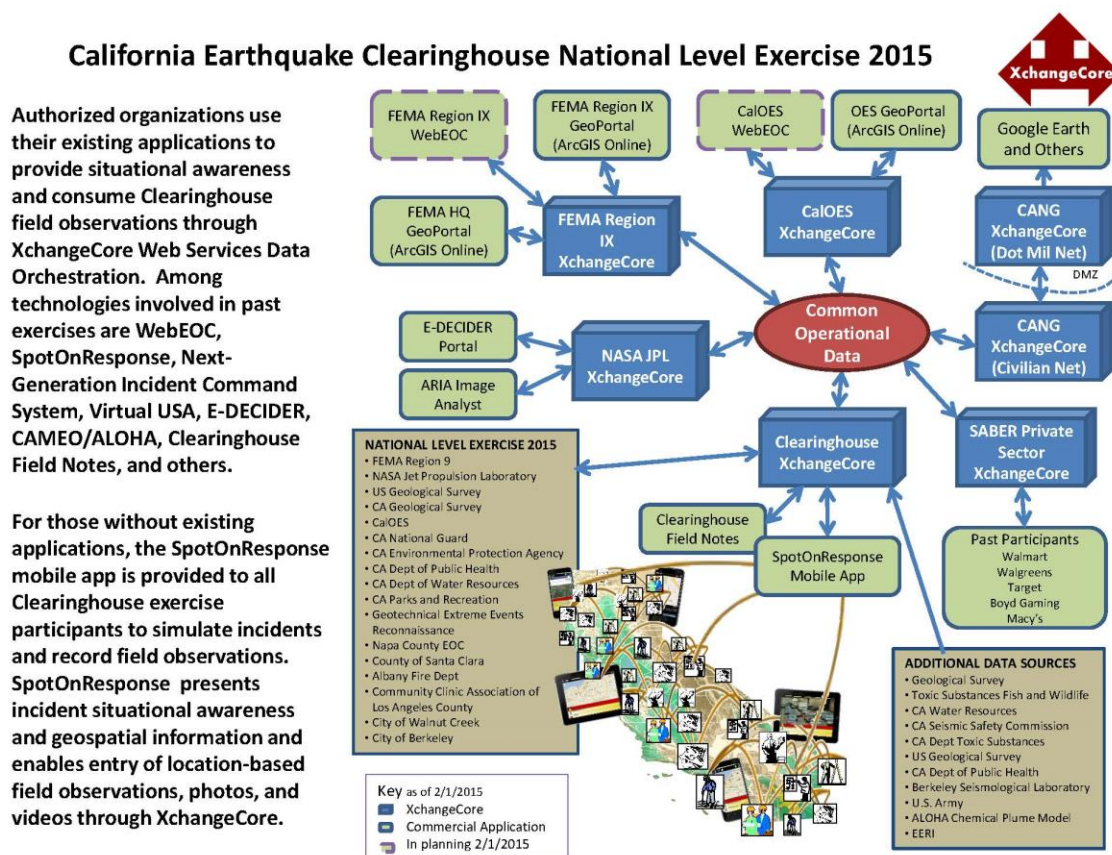 California Earthquake Clearinghouse National Level Exercise 2015
XchangeCore
Authorized organizations use
their existing applications to
provide situational awareness
and consume Clearinghouse
field observations through
XchangeCore Web Services Data
Orchestration. Among
technologies involved in past
exercises are WebEOC,
SpotOnResponse, Next-
Generation Incident Command
System, Virtual USA, E-DECIDER,
CAMEO/ALOHA, Clearinghouse
Field Notes, and others.
For those without existing
applications, the SpotOnResponse
mobile app is provided to all
Clearinghouse exercise
participants to simulate incidents
and record field observations.
SpotOnResponse presents
incident situational awareness
and geospatial information and
enables entry of location-based
field observations, photos, and
videos through XchangeCore.
FEMA Region IX
WebEOC
FEMA Region IX
GeoPortal
(ArcGIS Online)
CalOES
WebEOC
OES GeoPortal
(ArcGIS Online)
Google Earth
and Others
FEMA HQ
GeoPortal
(ArcGIS Online)
FEMA Region
IX
XchangeCore
CalOES
XchangeCore
CANG
XchangeCore
(Dot Mil Net)
DMZ
E-DECIDER
Portal
ARIA Image
Analyst
NASA JPL
XchangeCore
Common
Operational
Data
CANG
XchangeCore
(Civilian Net)
Clearinghouse
XchangeCore
SABER Private
Sector
XchangeCore
NATIONAL LEVEL EXERCISE 2015
• FEMA Region 9
• NASA Jet Propulsion Laboratory
• US Geological Survey
• CA Geological Survey
• CalOES
• CA National Guard
• CA Environmental Protection Agency
• CA Dept of Public Health
• CA Dept of Water Resources
• CA Parks and Recreation
• Geotechnical Extreme Events
Reconnaissance
• Napa County EOC
• County of Santa Clara
• Albany Fire Dept
• Community Clinic Association of
Los Angeles County
• City of Walnut Creek
• City of Berkeley
Clearinghouse
Field Notes
SpotOnResponse
Mobile App
Past Participants
Walmart
Walgreens
Target
Boyd Gaming
Macy's
ADDITIONAL DATA SOURCES
• Geological Survey
• Toxic Substances Fish and Wildlife
• CA Water Resources
• CA Seismic Safety Commission
• CA Dept Toxic Substances
• US Geological Survey
• CA Dept of Public Health
• Berkeley Seismological Laboratory
• U.S. Army
• ALOHA Chemical Plume Model
• EERI
Key as of 2/1/2015
XchangeCore
Commercial Application
In planning 2/1/2015